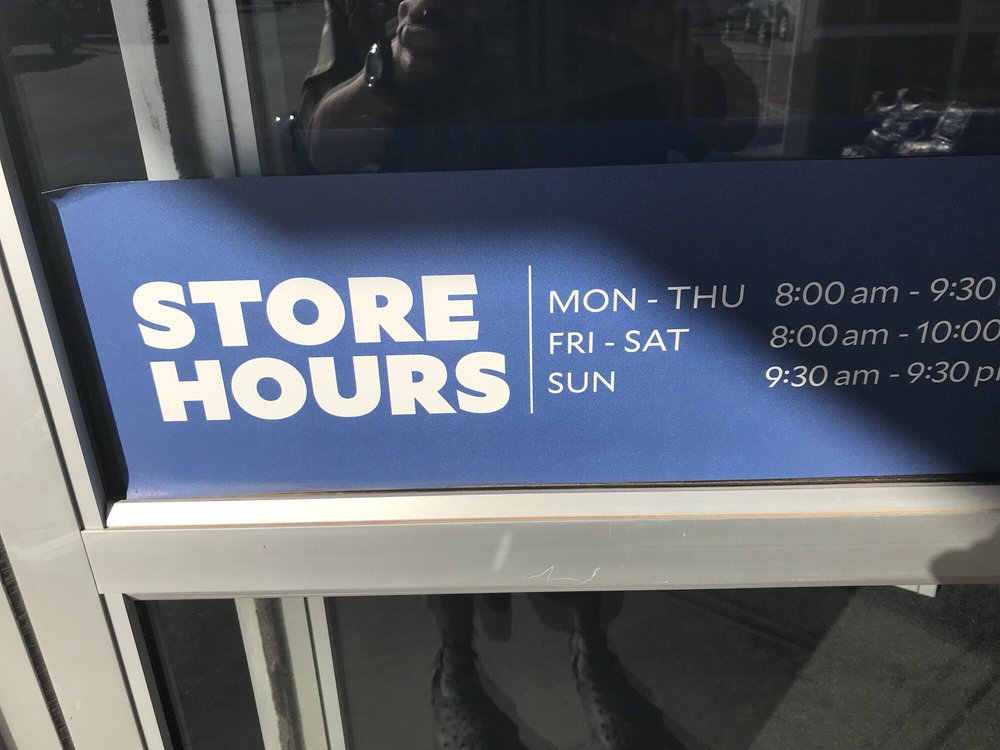 STORE
HOURS
MON - THU 8:00 am - 9:30
FRI - SAT 8:00 am - 10:00
SUN 9:30 am - 9:30 p